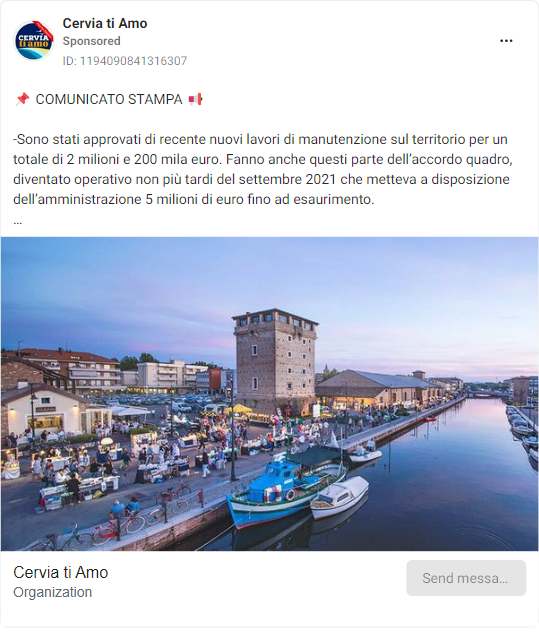 Cervia ti Amo
Sponsored
ID: 1194090841316307
📌 COMUNICATO STAMPA 📢
-Sono stati approvati di recente nuovi lavori di manutenzione sul territorio per un
totale di 2 milioni e 200 mila euro. Fanno anche questi parte dell’accordo quadro,
diventato operativo non più tardi del settembre 2021 che metteva a disposizione
dell’amministrazione 5 milioni di euro fino ad esaurimento.
...
CERVIA
ti amo
Cervia ti Amo
Organization
Send messa...